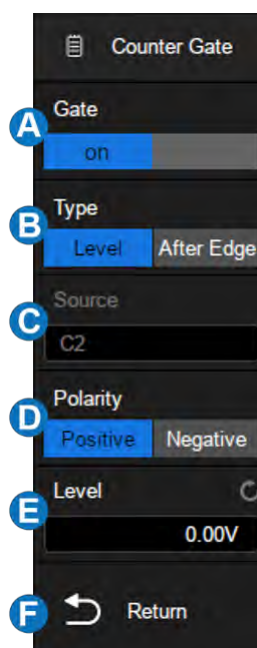 Counter Gate
A
Gate
on
B
Type
Level After Edge
C
Source
C2
D
Polarity
Positive Negative
E
Level
0.00V
F
Return